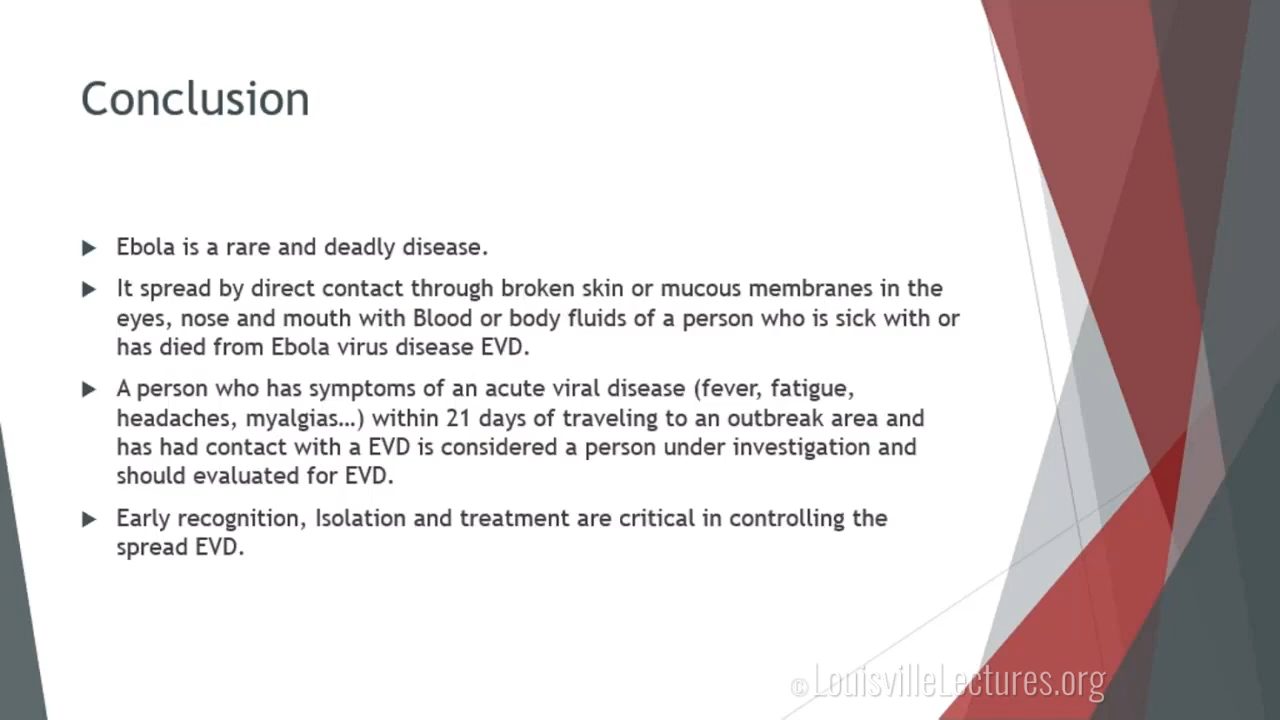 Conclusion
Ebola is a rare and deadly disease.
It spread by direct contact through broken skin or mucous membranes in the
eyes, nose and mouth with Blood or body fluids of a person who is sick with or
has died from Ebola virus disease EVD.
A person who has symptoms of an acute viral disease (fever, fatigue,
headaches, myalgias…) within 21 days of traveling to an outbreak area and
has had contact with a EVD is considered a person under investigation and
should evaluated for EVD.
Early recognition, Isolation and treatment are critical in controlling the
spread EVD.
©LouisvilleLectures.org